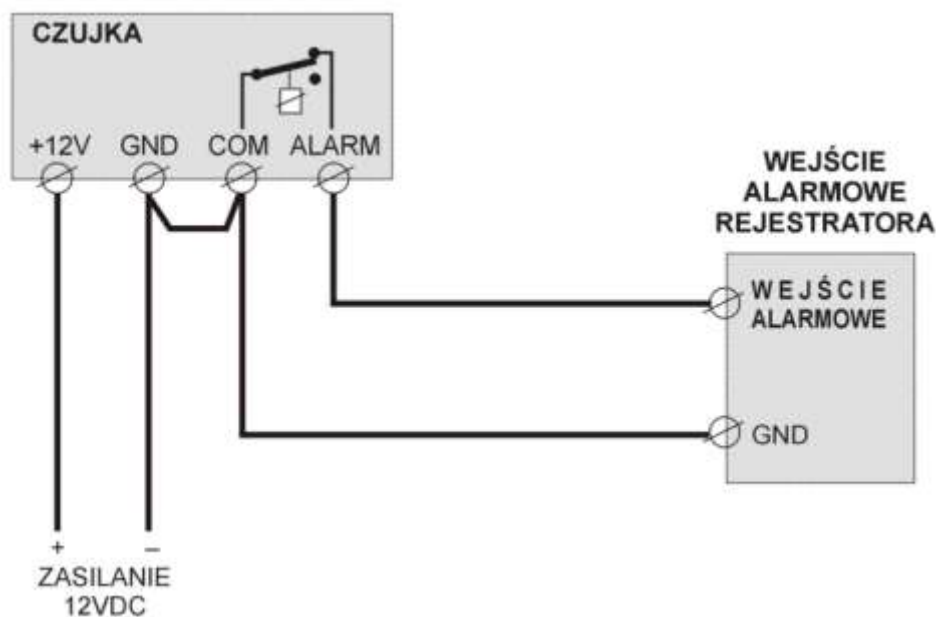 CZUJKA
+12V GND COM ALARM
WEJŚCIE
ALARMOWE
REJESTRATORA
WEJŚCIE
ALARMOWE
GND
+ –
ZASILANIE
12VDC